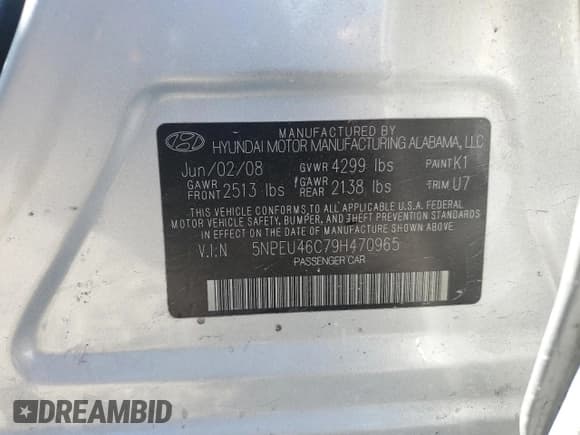 MANUFACTURED BY
HYUNDAI MOTOR MANUFACTURING ALABAMA, LLC
Jun/02/08 GVWR 4299 lbs PAINT K1
GAWR FRONT 2513 lbs GAWR REAR 2138 lbs TRIM U7
THIS VEHICLE CONFORMS TO ALL APPLICABLE U.S.A. FEDERAL
MOTOR VEHICLE SAFETY, BUMPER, AND THEFT PREVENTION STANDARDS
IN EFFECT ON THE DATE OF MANUFACTURE SHOWN ABOVE.
V.I.N 5NPEU46C79H470965
PASSENGER CAR
DREAMBID